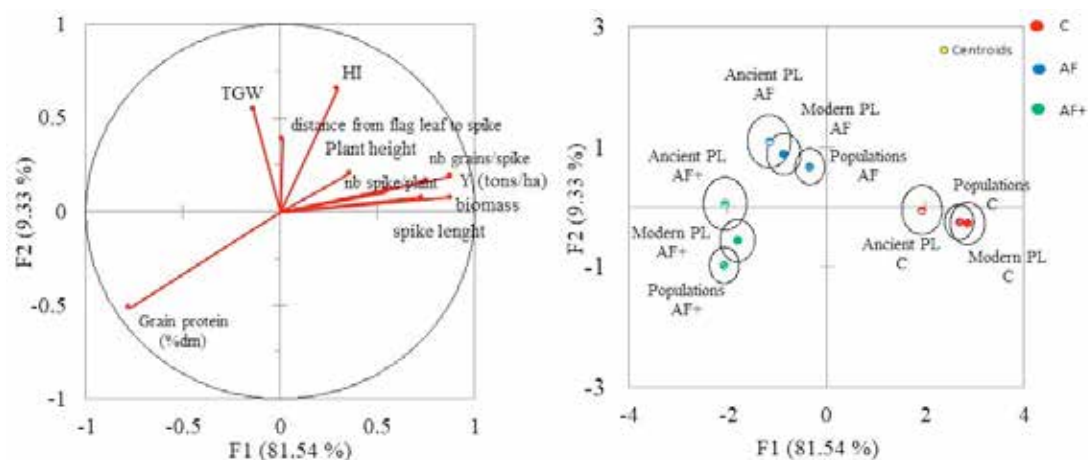 1
0.5
0
-0.5
-1
F2 (9.33 %)
TGW
HI
distance from flag leaf to spike
Plant height
nb grains/spike
nb spike/plant
Y (tons/ha)
biomass
spike lenght
Grain protein
(%dm)
-1
-0.5
0
0.5
1
F1 (81.54 %)
3
1
-1
-3
F2 (9.33 %)
Centroids
C
AF
AF+
Ancient PL
AF
Modern PL
AF
Populations
AF
Ancient PL
AF+
Modern PL
AF+
Populations
AF+
Populations
C
Ancient PL
C
Modern PL
C
-4
-2
0
2
4
F1 (81.54 %)